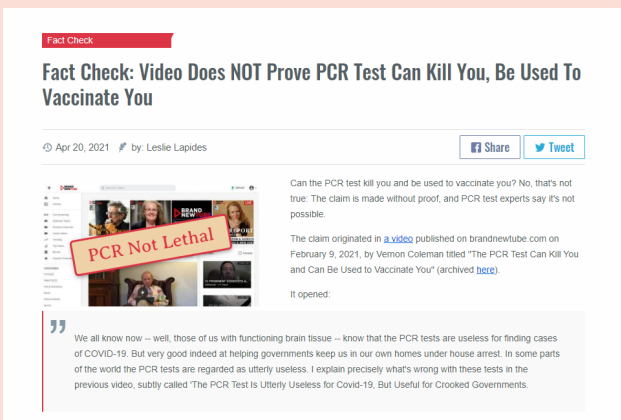 Fact Check
Fact Check: Video Does NOT Prove PCR Test Can Kill You, Be Used To
Vaccinate You
Apr 20, 2021 by: Leslie Lapides
Share Tweet
BRAND NEWTUBE
BRAND
NEW
PCR Not Lethal
Can the PCR test kill you and be used to vaccinate you? No, that's not
true: The claim is made without proof, and PCR test experts say it's not
possible.
The claim originated in a video published on brandnewtube.com on
February 9, 2021, by Vernon Coleman titled "The PCR Test Can Kill You
and Can Be Used to Vaccinate You" (archived here).
It opened:
We all know now -- well, those of us with functioning brain tissue -- know that the PCR tests are useless for finding cases
of COVID-19. But very good indeed at helping governments keep us in our own homes under house arrest. In some parts
of the world the PCR tests are regarded as utterly useless. I explain precisely what's wrong with these tests in the
previous video, subtly called 'The PCR Test Is Utterly Useless for Covid-19, But Useful for Crooked Governments.